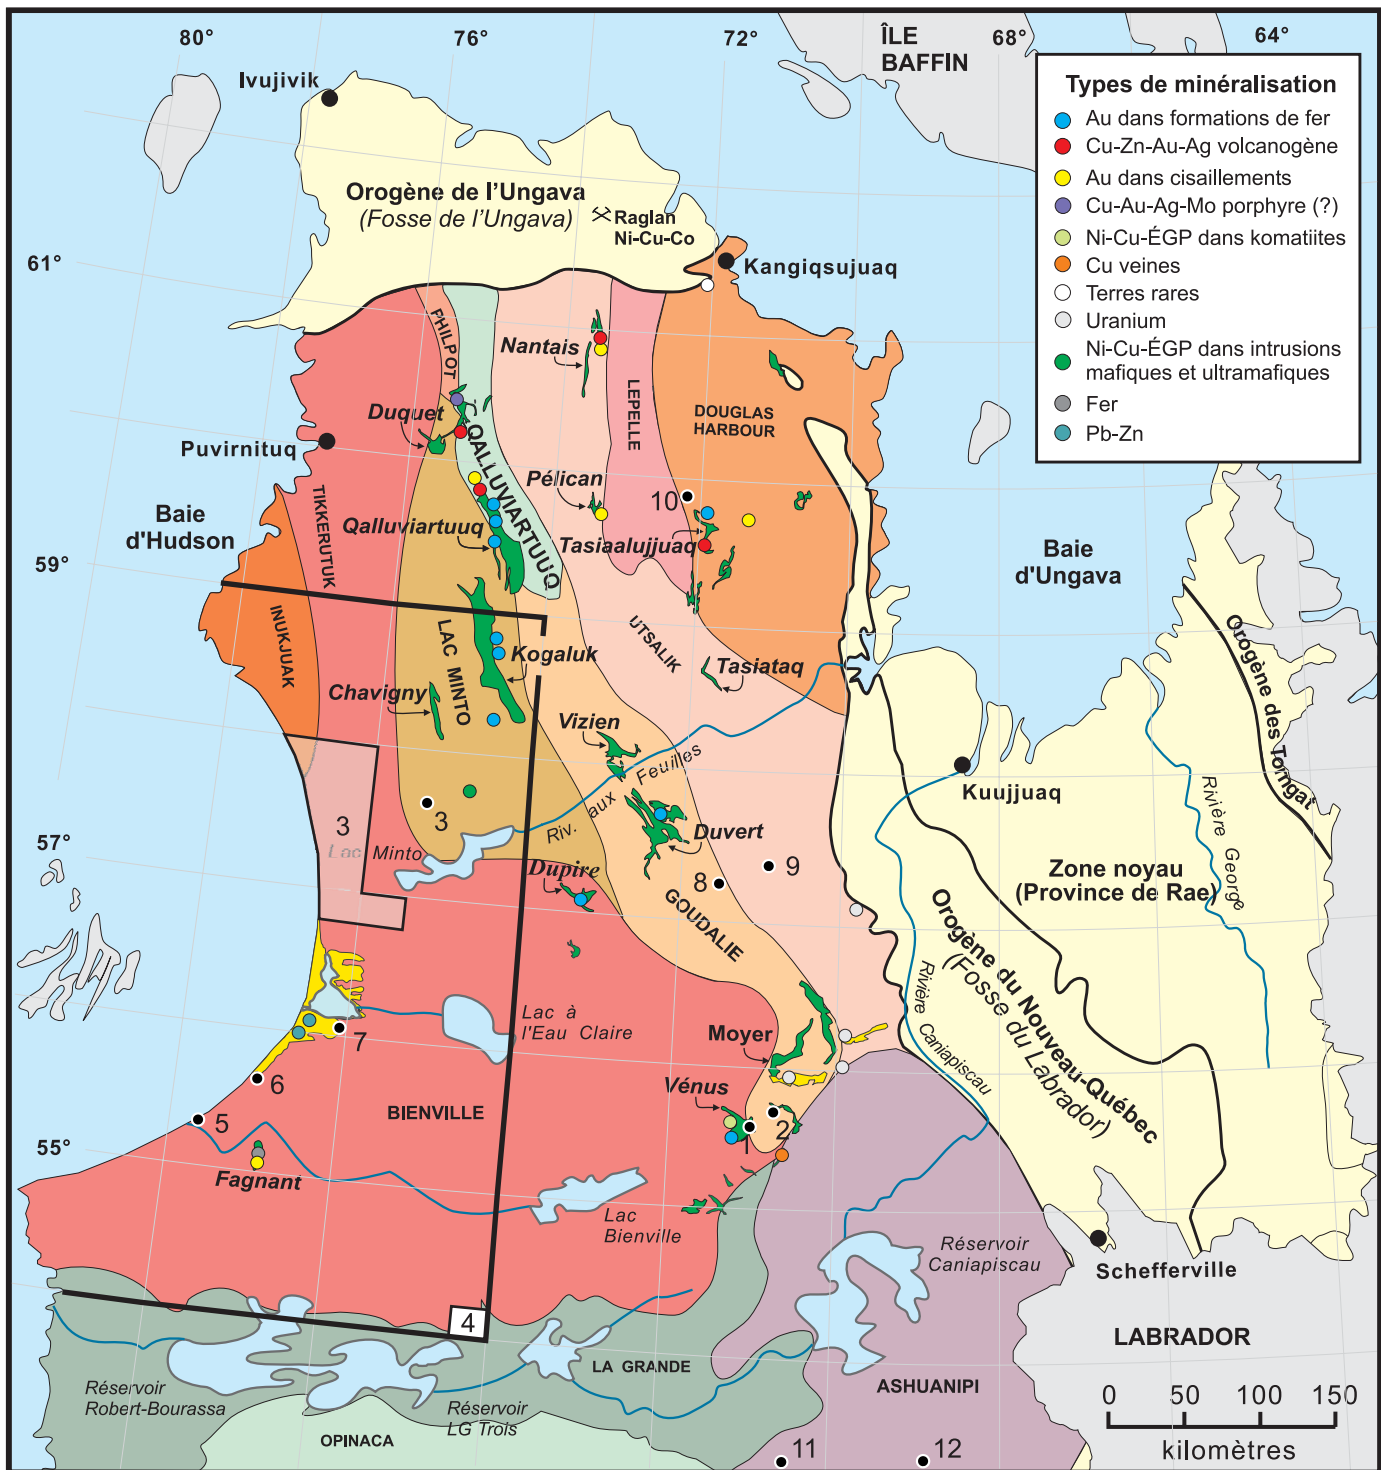 80°
76°
72°
68°
64°
ÎLE
BAFFIN
Ivujivik
Types de minéralisation
Au dans formations de fer
Cu-Zn-Au-Ag volcanogène
Au dans cisaillements
Cu-Au-Ag-Mo porphyre (?)
Ni-Cu-ÉGP dans komatiites
Cu veines
Terres rares
Uranium
Ni-Cu-ÉGP dans intrusions
mafiques et ultramafiques
Fer
Pb-Zn
Orogène de l'Ungava
(Fosse de l'Ungava)
Raglan
Ni-Cu-Co
61°
Kangiqsujuaq
PHILPOT
Nantais
LEPELLE
DOUGLAS
HARBOUR
Duquet
Puvirnituq
QALLUVIARTUUQ
TIKKERUTUK
Pélican
10
Baie
d'Hudson
Qalluviartuuq
Tasiaalujjuaq
Baie
d'Ungava
59°
INUKJUAK
LAC MINTO
UTSALIK
Kogaluk
Tasiataq
Orogène des Torngat
Chavigny
Vizien
Riv. aux Feuilles
Kuujjuaq
Rivière George
3
3
Lac Minto
57°
Duvert
Dupire
8
9
Zone noyau
(Province de Rae)
GOUDALIE
Orogène du Nouveau-Québec
(Fosse du Labrador)
Rivière Caniapiscau
Lac à
l'Eau Claire
7
Moyer
6
Vénus
5
BIENVILLE
1
2
55°
Fagnant
Lac
Bienville
Réservoir
Caniapiscau
Schefferville
4
LABRADOR
LA GRANDE
ASHUANIPI
Réservoir
Robert-Bourassa
Réservoir
LG Trois
0 50 100 150
kilomètres
OPINACA
11
12